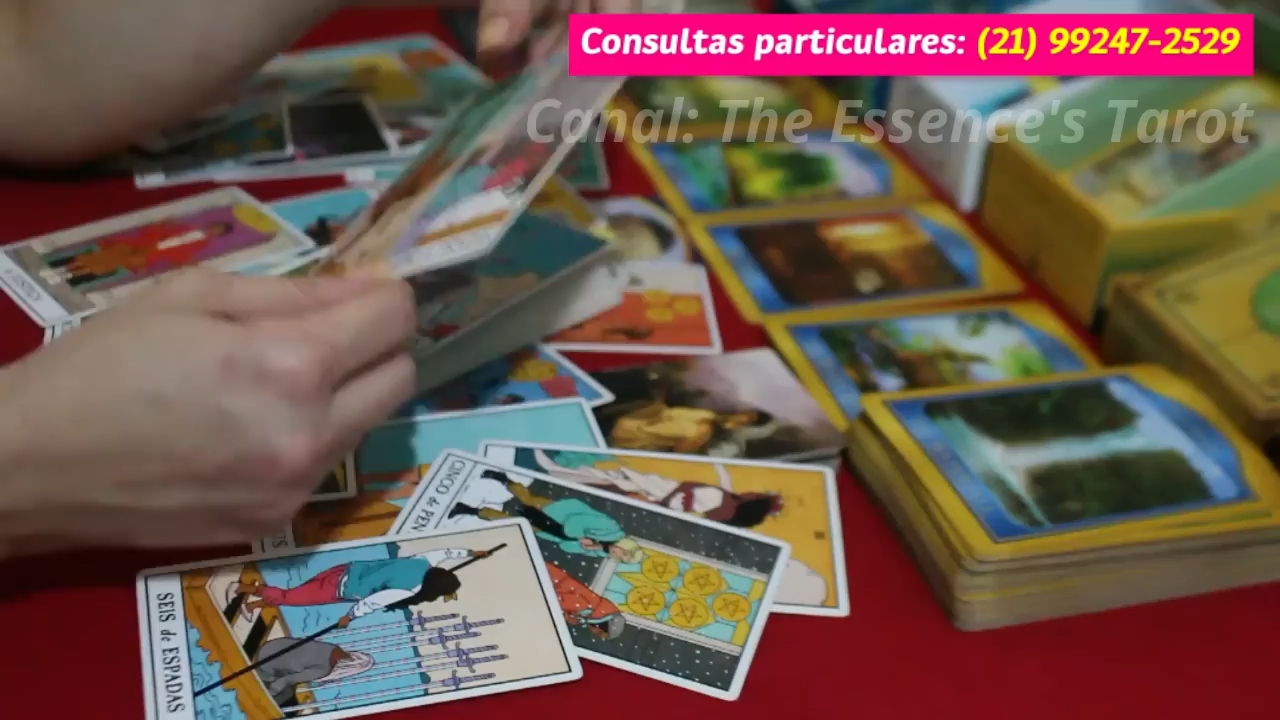 Consultas particulares: (21) 99247-2529
Canal: The Essence's Tarot
CINCO de PEN
SEIS de ESPADAS